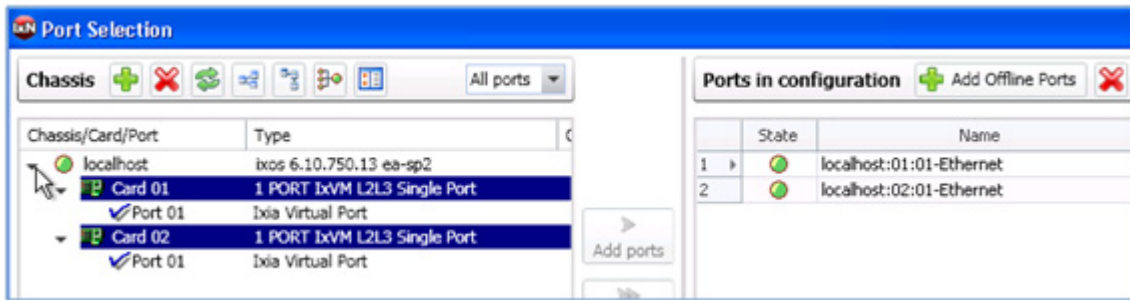 IXN Port Selection
Chassis
All ports
Ports in configuration
Add Offline Ports
Chassis/Card/Port Type
localhost ixos 6.10.750.13 ea-sp2
Card 01 1 PORT IxVM L2L3 Single Port
Port 01 Ixia Virtual Port
Card 02 1 PORT IxVM L2L3 Single Port
Port 01 Ixia Virtual Port
Add ports
State Name
1 localhost:01:01-Ethernet
2 localhost:02:01-Ethernet